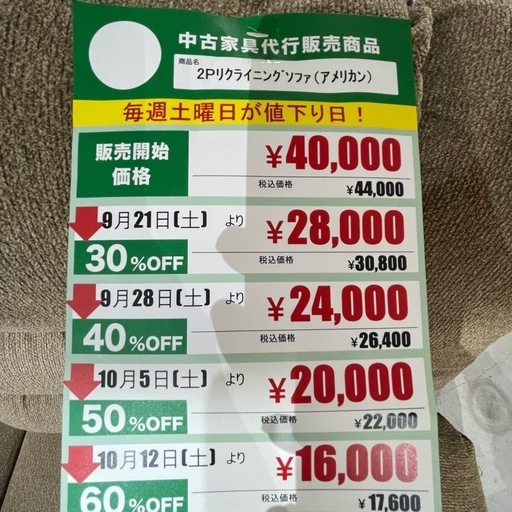 中古家具代行販売商品
商品名
2Pリクライニングソファ(アメリカン)
毎週土曜日が値下り日!
販売開始
価格
¥40,000
税込価格 ¥44,000
9月21日(土) より
30%OFF
¥28,000
税込価格 ¥30,800
9月28日(土) より
40%OFF
¥24,000
税込価格 ¥26,400
10月5日(土) より
50%OFF
¥20,000
税込価格 ¥22,000
10月12日(土) より
60%OFF
¥16,000
税込価格 ¥17,600